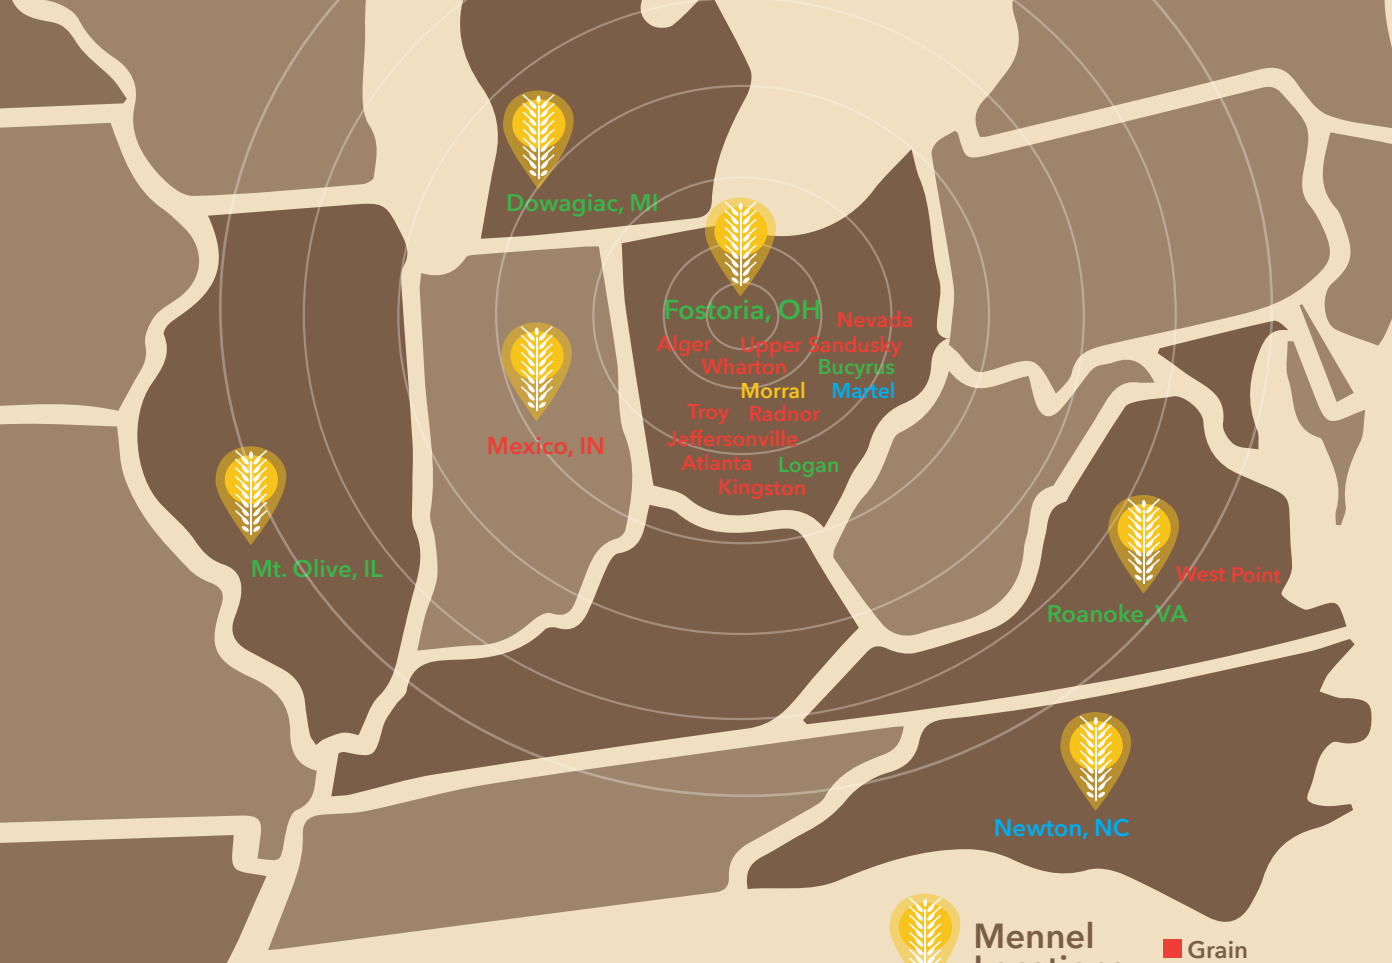 Dowagiac, MI
Fostoria, OH
Nevada
Alger Upper Sandusky
Wharton Bucyrus
Morral Martel
Troy Radnor
Jeffersonville
Atlanta Logan
Kingston
Mexico, IN
Mt. Olive, IL
West Point
Roanoke, VA
Newton, NC
Mennel
Locations
Grain